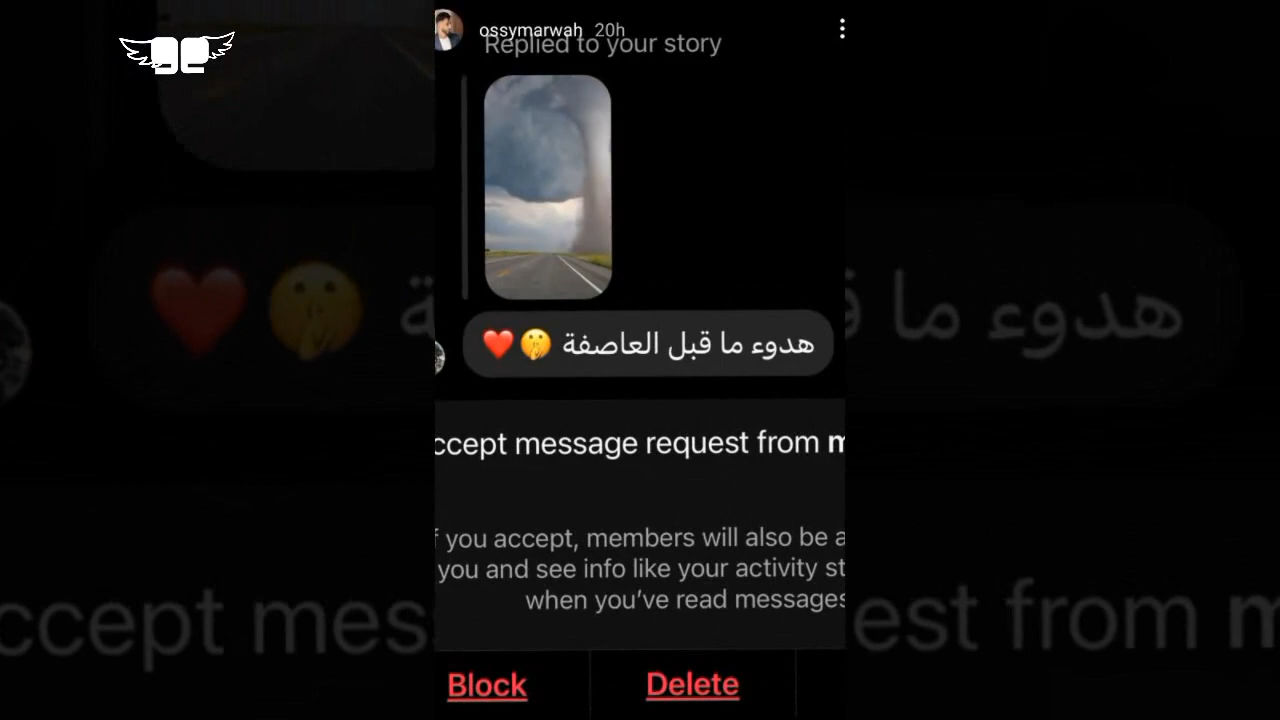 ge
ossymarwah 20h
Replied to your story
هدوء ما قبل العاصفة 🤫❤️
ccept message request from m
f you accept, members will also be a
you and see info like your activity st
when you've read messages
Block
Delete